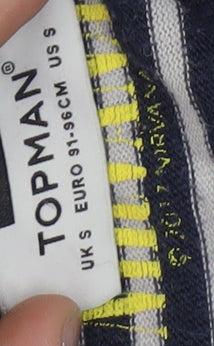 TOPMAN®
UK S EURO 91-96CM US S
© 2017 NIRVANA